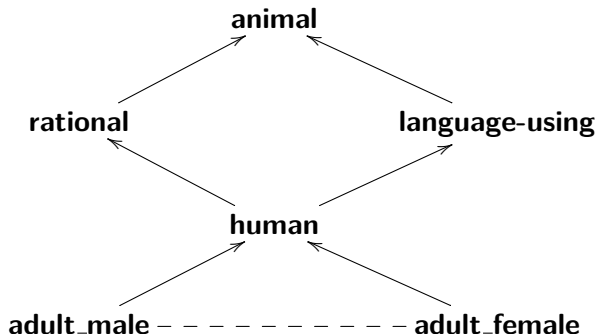 animal
rational language-using
human
adult_male adult_female